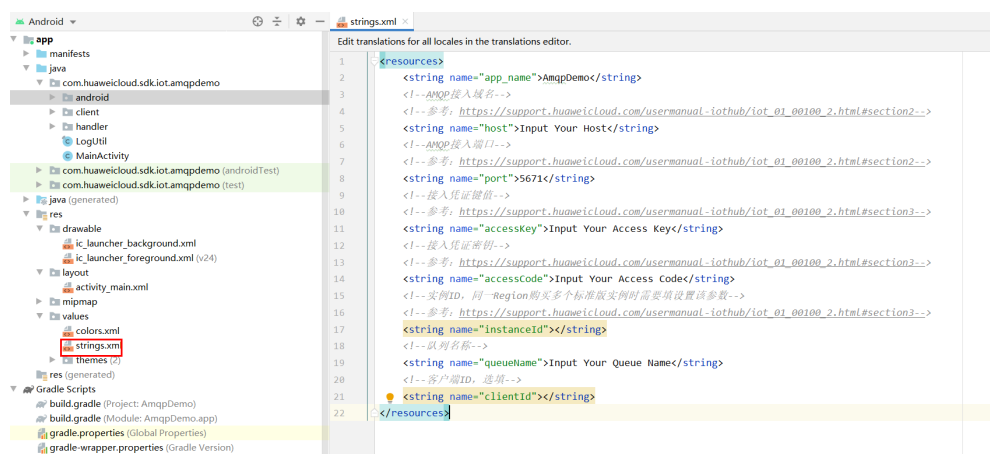 Android
app
manifests
java
com.huaweicloud.sdk.iot.amqpdemo
android
client
handler
LogUtil
MainActivity
com.huaweicloud.sdk.iot.amqpdemo (androidTest)
com.huaweicloud.sdk.iot.amqpdemo (test)
java (generated)
res
drawable
ic_launcher_background.xml
ic_launcher_foreground.xml (v24)
layout
activity_main.xml
mipmap
values
colors.xml
strings.xml
themes (2)
res (generated)
Gradle Scripts
build.gradle (Project: AmqpDemo)
build.gradle (Module: AmqpDemo.app)
gradle.properties (Global Properties)
gradle-wrapper.properties (Gradle Version)
strings.xml
Edit translations for all locales in the translations editor.
1 <resources>
2 <string name="app_name">AmqpDemo</string>
3 <!--AMQP接入域名-->
4 <!--参考：https://support.huaweicloud.com/usermanual-iothub/iot_01_00100_2.html#section2-->
5 <string name="host">Input Your Host</string>
6 <!--AMQP接入端口-->
7 <!--参考：https://support.huaweicloud.com/usermanual-iothub/iot_01_00100_2.html#section2-->
8 <string name="port">5671</string>
9 <!--接入凭证键值-->
10 <!--参考：https://support.huaweicloud.com/usermanual-iothub/iot_01_00100_2.html#section3-->
11 <string name="accessKey">Input Your Access Key</string>
12 <!--接入凭证密钥-->
13 <!--参考：https://support.huaweicloud.com/usermanual-iothub/iot_01_00100_2.html#section3-->
14 <string name="accessCode">Input Your Access Code</string>
15 <!--实例ID，同一Region购买多个标准版实例时需要填设置该参数-->
16 <!--参考：https://support.huaweicloud.com/usermanual-iothub/iot_01_00100_2.html#section3-->
17 <string name="instanceId"></string>
18 <!--队列名称-->
19 <string name="queueName">Input Your Queue Name</string>
20 <!--客户端ID，选填-->
21 <string name="clientId"></string>
22 </resources>